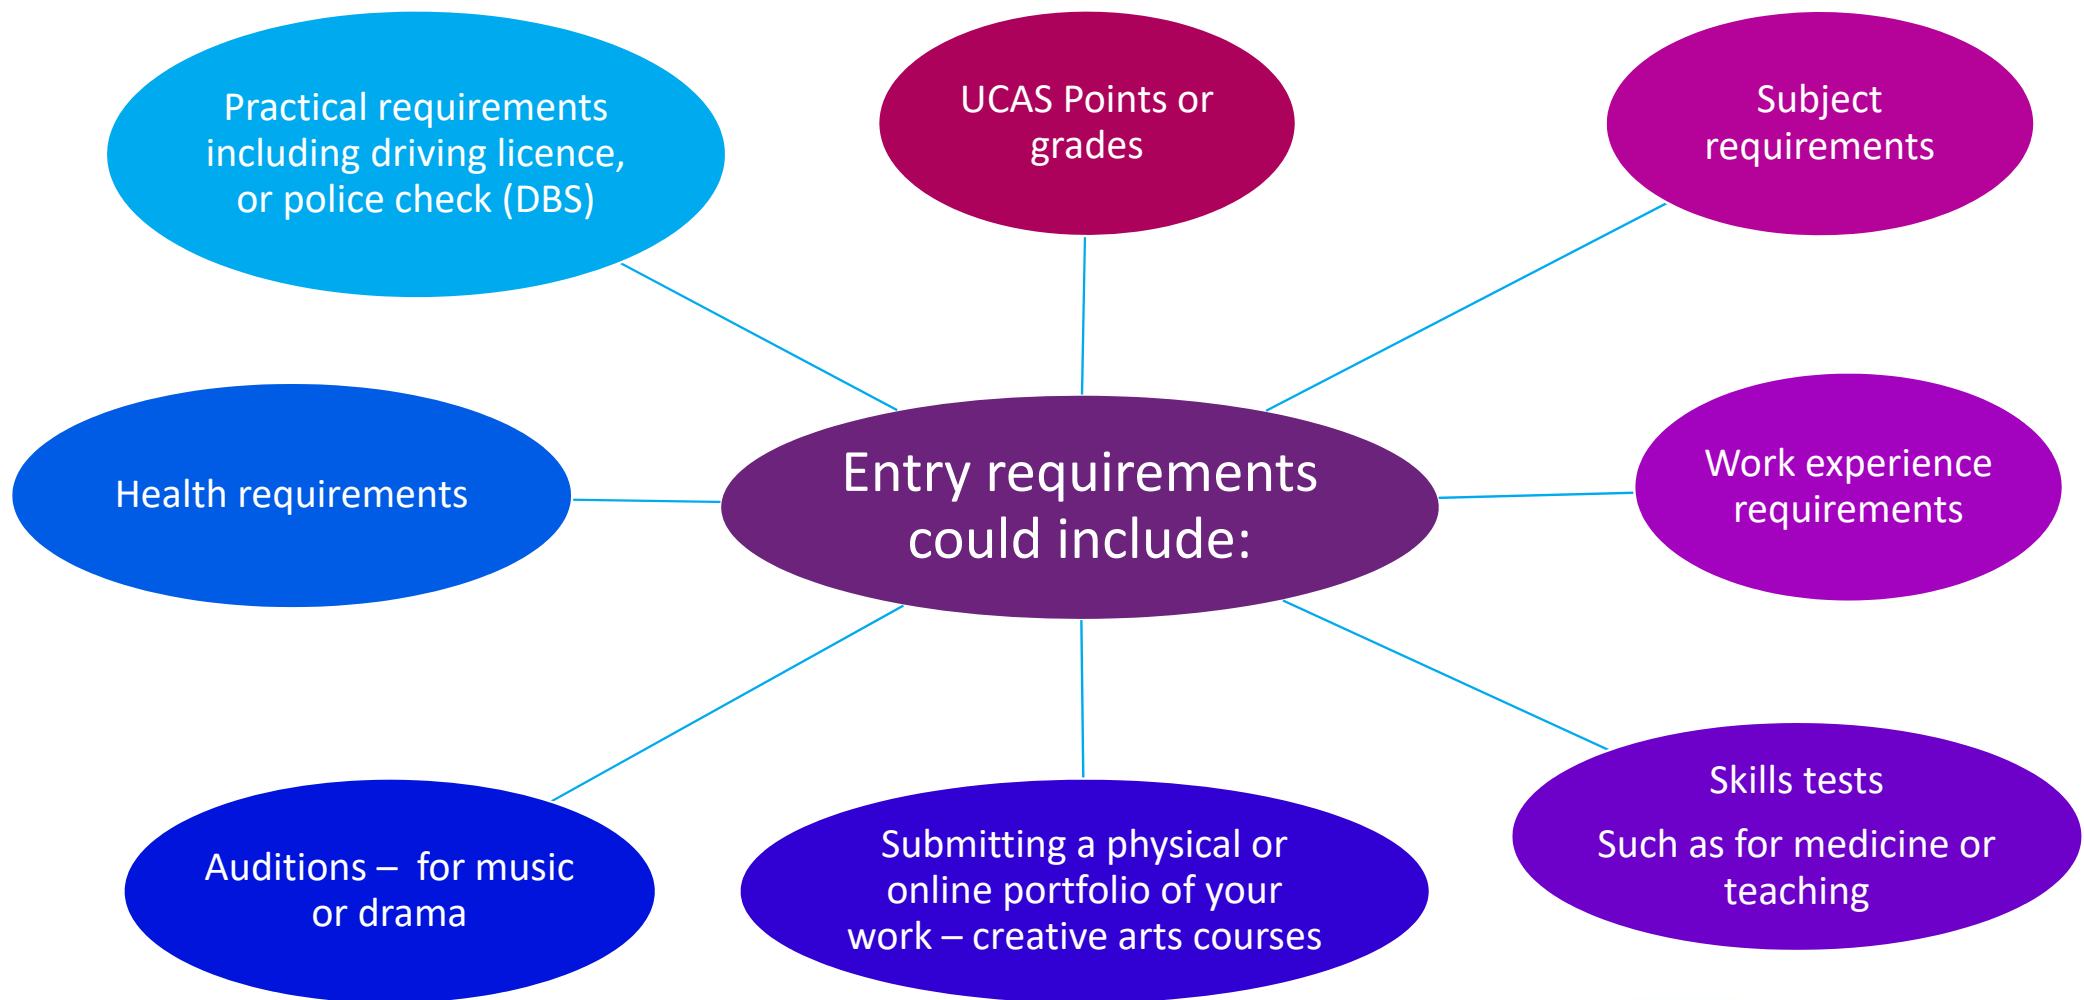 Practical requirements
including driving licence,
or police check (DBS)
UCAS Points or
grades
Subject
requirements
Health requirements
Entry requirements
could include:
Work experience
requirements
Auditions –  for music
or drama
Submitting a physical or
online portfolio of your
work – creative arts courses
Skills tests
Such as for medicine or
teaching